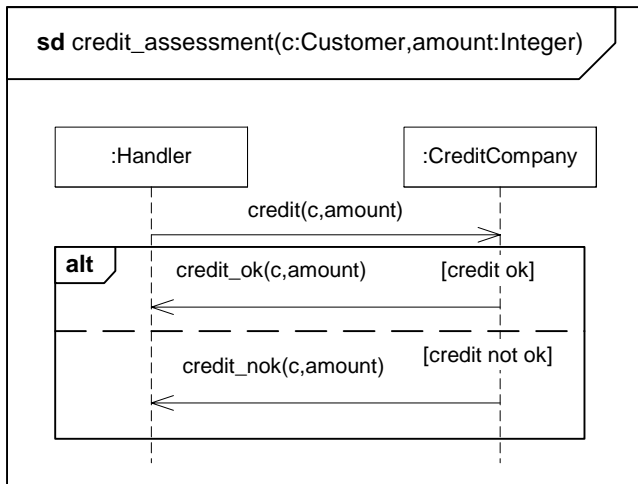 sd credit_assessment(c:Customer,amount:Integer)
:Handler
:CreditCompany
credit(c,amount)
alt
credit_ok(c,amount)
[credit ok]
[credit not ok]
credit_nok(c,amount)